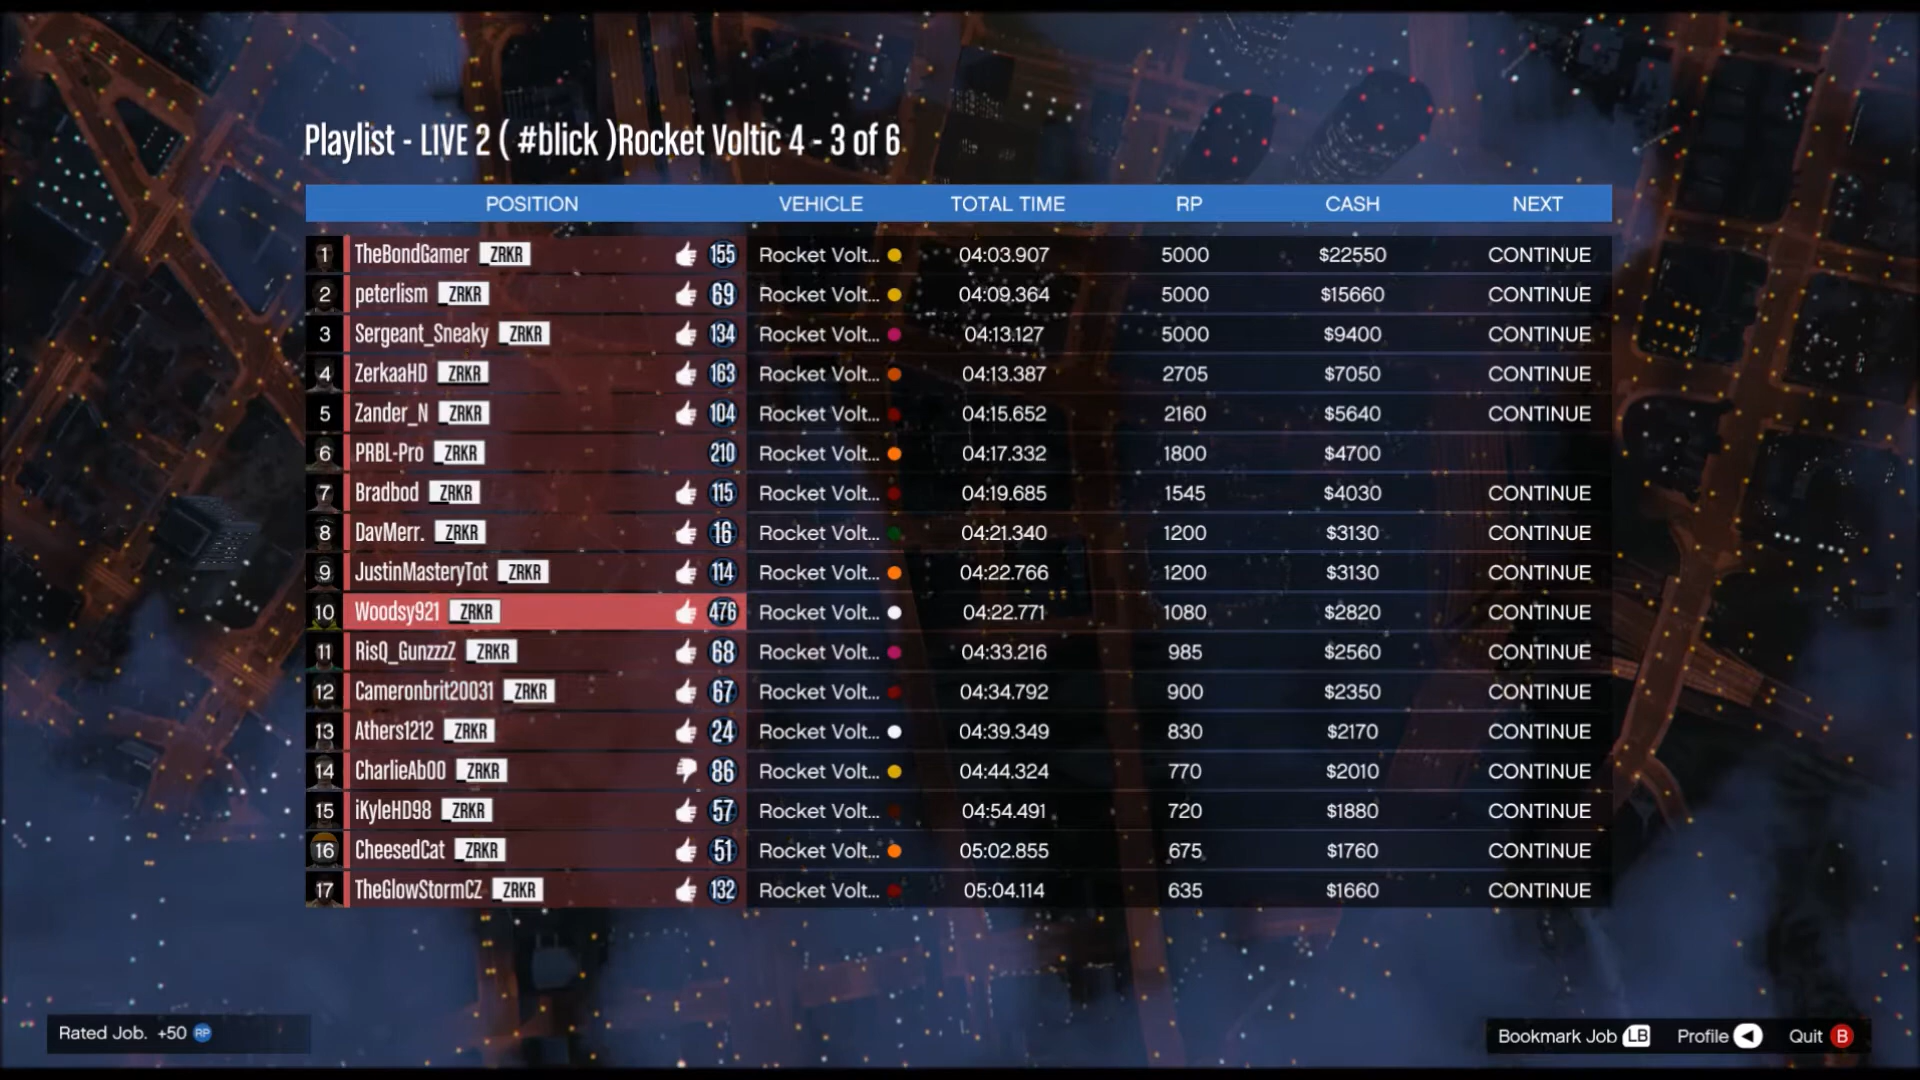 Playlist - LIVE 2 ( #blick )Rocket Voltic 4 - 3 of 6
POSITION VEHICLE TOTAL TIME RP CASH NEXT
1 TheBondGamer ZRKR 155 Rocket Volt... 04:03.907 5000 $22550 CONTINUE
2 peterlism ZRKR 69 Rocket Volt... 04:09.364 5000 $15660 CONTINUE
3 Sergeant_Sneaky ZRKR 134 Rocket Volt... 04:13.127 5000 $9400 CONTINUE
4 ZerkaaHD ZRKR 163 Rocket Volt... 04:13.387 2705 $7050 CONTINUE
5 Zander_N ZRKR 104 Rocket Volt... 04:15.652 2160 $5640 CONTINUE
6 PRBL-Pro ZRKR 210 Rocket Volt... 04:17.332 1800 $4700
7 Bradbod ZRKR 115 Rocket Volt... 04:19.685 1545 $4030 CONTINUE
8 DavMerr. ZRKR 16 Rocket Volt... 04:21.340 1200 $3130 CONTINUE
9 JustinMasteryTot ZRKR 114 Rocket Volt... 04:22.766 1200 $3130 CONTINUE
10 Woodsy921 ZRKR 476 Rocket Volt... 04:22.771 1080 $2820 CONTINUE
11 RisQ_GunzzzZ ZRKR 68 Rocket Volt... 04:33.216 985 $2560 CONTINUE
12 Cameronbrit20031 ZRKR 67 Rocket Volt... 04:34.792 900 $2350 CONTINUE
13 Athers1212 ZRKR 24 Rocket Volt... 04:39.349 830 $2170 CONTINUE
14 CharlieAb00 ZRKR 86 Rocket Volt... 04:44.324 770 $2010 CONTINUE
15 iKyleHD98 ZRKR 57 Rocket Volt... 04:54.491 720 $1880 CONTINUE
16 CheesedCat ZRKR 51 Rocket Volt... 05:02.855 675 $1760 CONTINUE
17 TheGlowStormCZ ZRKR 132 Rocket Volt... 05:04.114 635 $1660 CONTINUE
Rated Job. +50 RP
Bookmark Job LB Profile Quit B